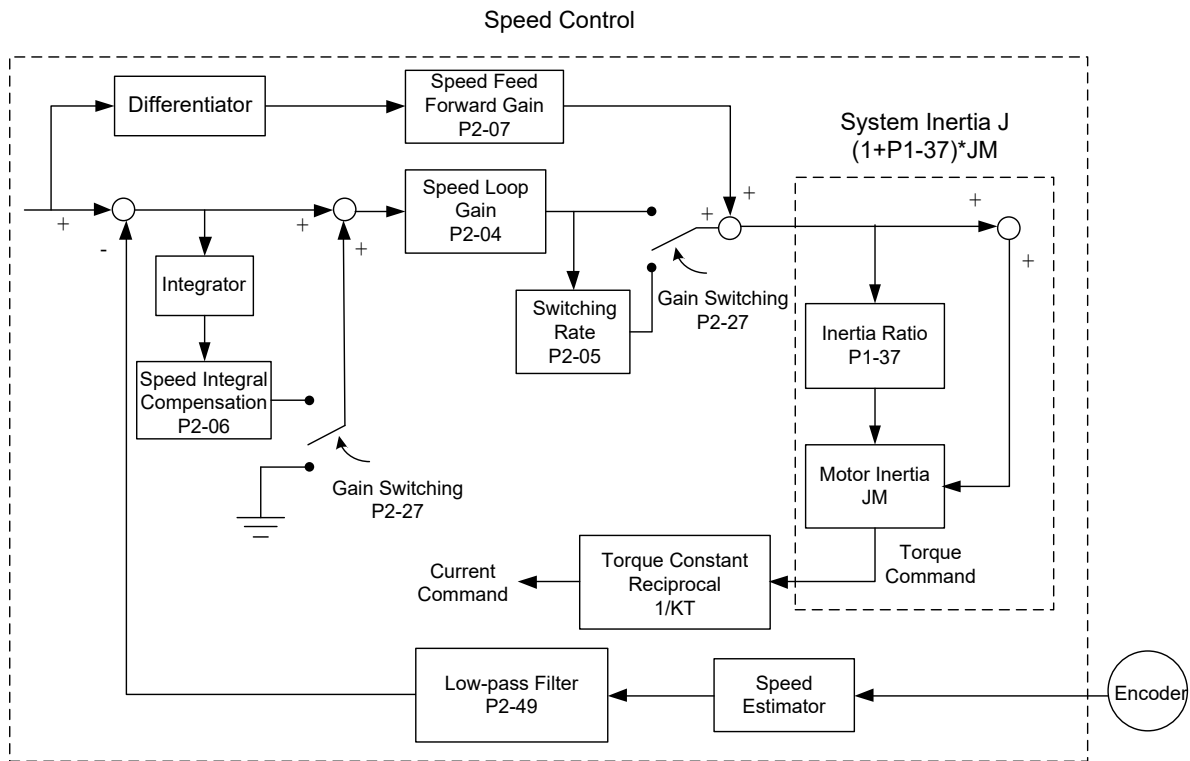 Speed Control
Differentiator
Speed Feed
Forward Gain
P2-07
System Inertia J
(1+P1-37)*JM
+
-
+
+
Speed Loop
Gain
P2-04
+
+
+
+
Integrator
Speed Integral
Compensation
P2-06
Gain Switching
P2-27
Switching
Rate
P2-05
Gain Switching
P2-27
Inertia Ratio
P1-37
Motor Inertia
JM
Torque
Command
Torque Constant
Reciprocal
1/KT
Current
Command
Low-pass Filter
P2-49
Speed
Estimator
Encoder